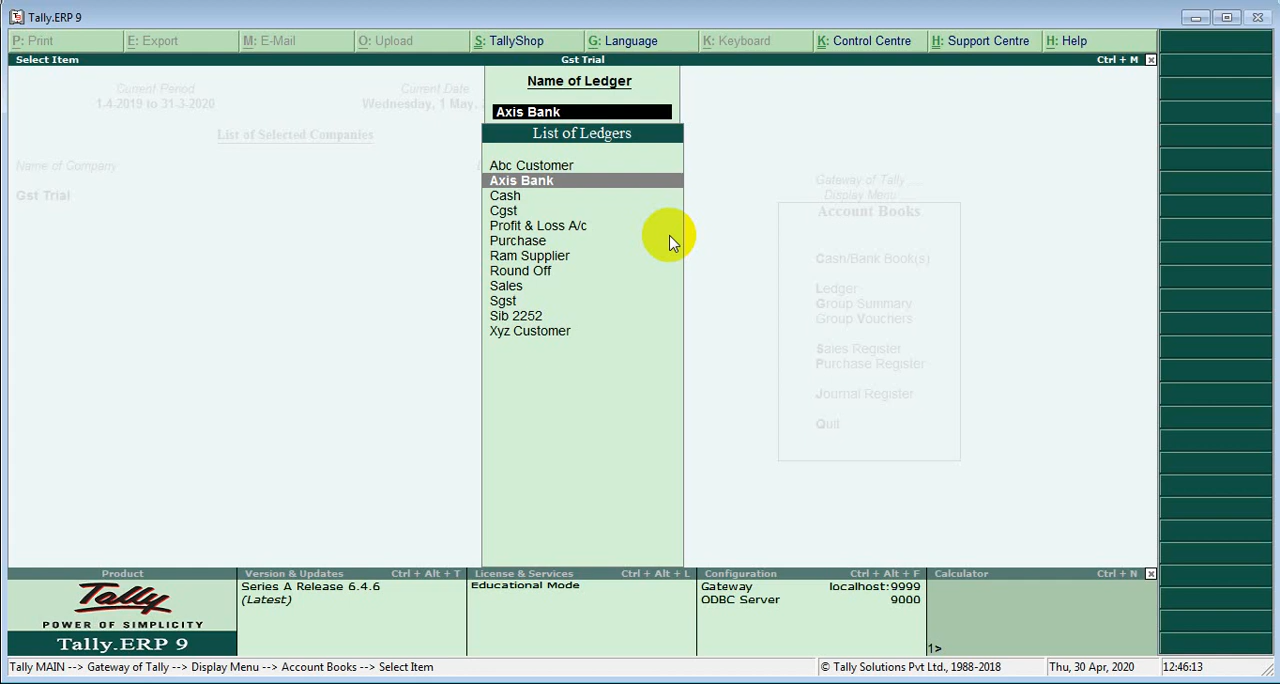 Tally.ERP 9
P: Print
E: Export
M: E-Mail
O: Upload
S: TallyShop
G: Language
K: Keyboard
K: Control Centre
H: Support Centre
H: Help
Select Item
Gst Trial
Ctrl + M
Current Period
1.4.2019 to 31-3-2020
Current Date
Wednesday, 1 May,
List of Selected Companies
Name of Company
Gst Trial
Name of Ledger
Axis Bank
List of Ledgers
Abc Customer
Axis Bank
Cash
Cgst
Profit & Loss A/c
Purchase
Ram Supplier
Round Off
Sales
Sgst
Sib 2252
Xyz Customer
Gateway of Tally ....
Display Menu ....
Account Books
Cash/Bank Book(s)
Ledger
Group Summary
Group Vouchers
Sales Register
Purchase Register
Journal Register
Quit
Product
Tally
POWER OF SIMPLICITY
Tally.ERP 9
Version & Updates
Ctrl + Alt + T
Series A Release 6.4.6
(Latest)
License & Services
Ctrl + Alt + L
Educational Mode
Configuration
Ctrl + Alt + F
Gateway
localhost:9999
ODBC Server
9000
Calculator
Ctrl + N
1>
Tally MAIN --> Gateway of Tally --> Display Menu --> Account Books --> Select Item
© Tally Solutions Pvt Ltd., 1988-2018
Thu, 30 Apr, 2020
12:46:13